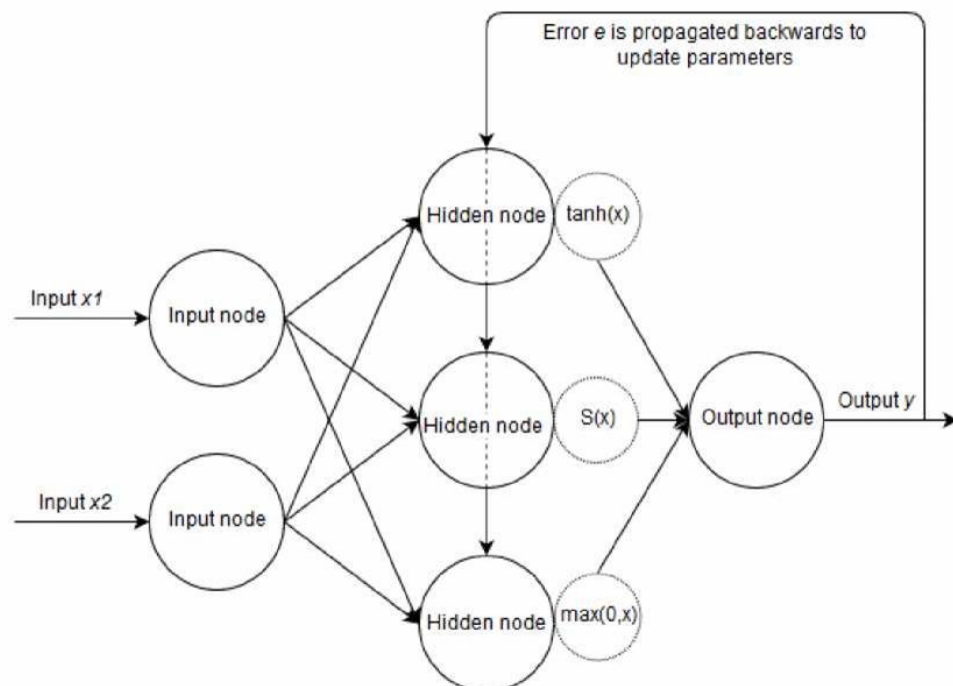 Error e is propagated backwards to
update parameters
Hidden node
tanh(x)
Input x1
Input node
Hidden node
S(x)
Output node
Output y
Input x2
Input node
Hidden node
max(0,x)